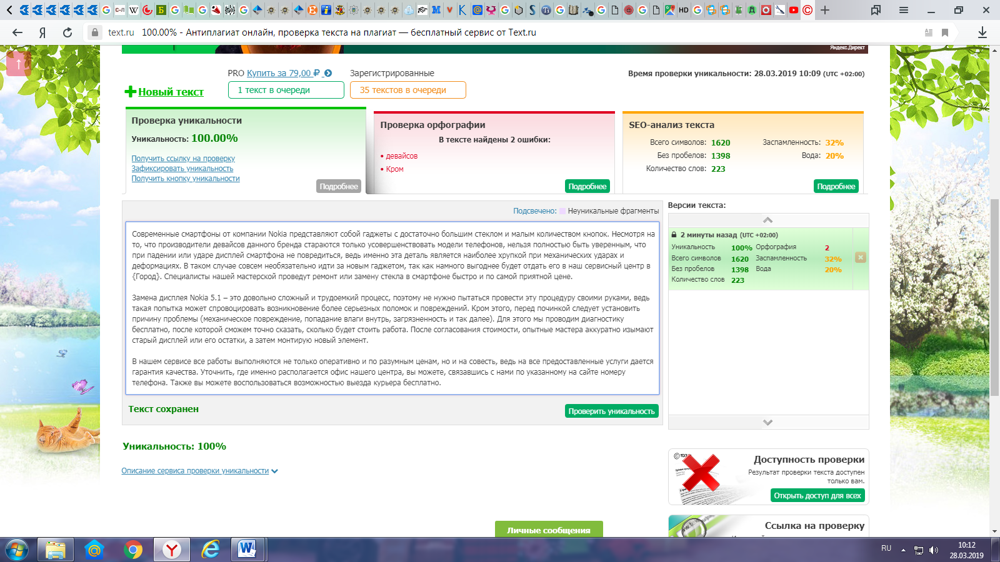 text.ru 100.00% - Антиплагиат онлайн, проверка текста на плагиат — бесплатный сервис от Text.ru
Яндекс.Директ
PRO Купить за 79,00 ₽
Зарегистрированные
Время проверки уникальности: 28.03.2019 10:09 (UTC +02:00)
Новый текст
1 текст в очереди
35 текстов в очереди
Проверка уникальности
Уникальность: 100.00%
Получить ссылку на проверку
Зафиксировать уникальность
Получить кнопку уникальности
Подробнее
Проверка орфографии
В тексте найдены 2 ошибки:
• девайсов
• Кром
Подробнее
SEO-анализ текста
Всего символов: 1620 Заспамленность: 32%
Без пробелов: 1398 Вода: 20%
Количество слов: 223
Подробнее
Подсвечено: Неуникальные фрагменты
Современные смартфоны от компании Nokia представляют собой гаджеты с достаточно большим стеклом и малым количеством кнопок. Несмотря на
то, что производители девайсов данного бренда стараются только усовершенствовать модели телефонов, нельзя полностью быть уверенным, что
при падении или ударе дисплей смартфона не повредиться, ведь именно эта деталь является наиболее хрупкой при механических ударах и
деформациях. В таком случае совсем необязательно идти за новым гаджетом, так как намного выгоднее будет отдать его в наш сервисный центр в
{Город}. Специалисты нашей мастерской проведут ремонт или замену стекла в смартфоне быстро и по самой приятной цене.
Замена дисплея Nokia 5.1 – это довольно сложный и трудоемкий процесс, поэтому не нужно пытаться провести эту процедуру своими руками, ведь
такая попытка может спровоцировать возникновение более серьезных поломок и повреждений. Кром этого, перед починкой следует установить
причину проблемы (механическое повреждение, попадание влаги внутрь, загрязненность и так далее). Для этого мы проводим диагностику
бесплатно, после которой сможем точно сказать, сколько будет стоить работа. После согласования стоимости, опытные мастера аккуратно изымают
старый дисплей или его остатки, а затем монтирую новый элемент.
В нашем сервисе все работы выполняются не только оперативно и по разумным ценам, но и на совесть, ведь на все предоставленные услуги дается
гарантия качества. Уточнить, где именно располагается офис нашего центра, вы можете, связавшись с нами по указанному на сайте номеру
телефона. Также вы можете воспользоваться возможностью выезда курьера бесплатно.
Текст сохранен
Проверить уникальность
Версии текста:
2 минуты назад (UTC +02:00)
Уникальность 100% Орфография 2
Всего символов 1620 Заспамленность 32%
Без пробелов 1398 Вода 20%
Количество слов 223
Уникальность: 100%
Описание сервиса проверки уникальности
Доступность проверки
Результат проверки текста доступен
только вам.
Открыть доступ для всех
Ссылка на проверку
Личные сообщения
RU
10:12
28.03.2019